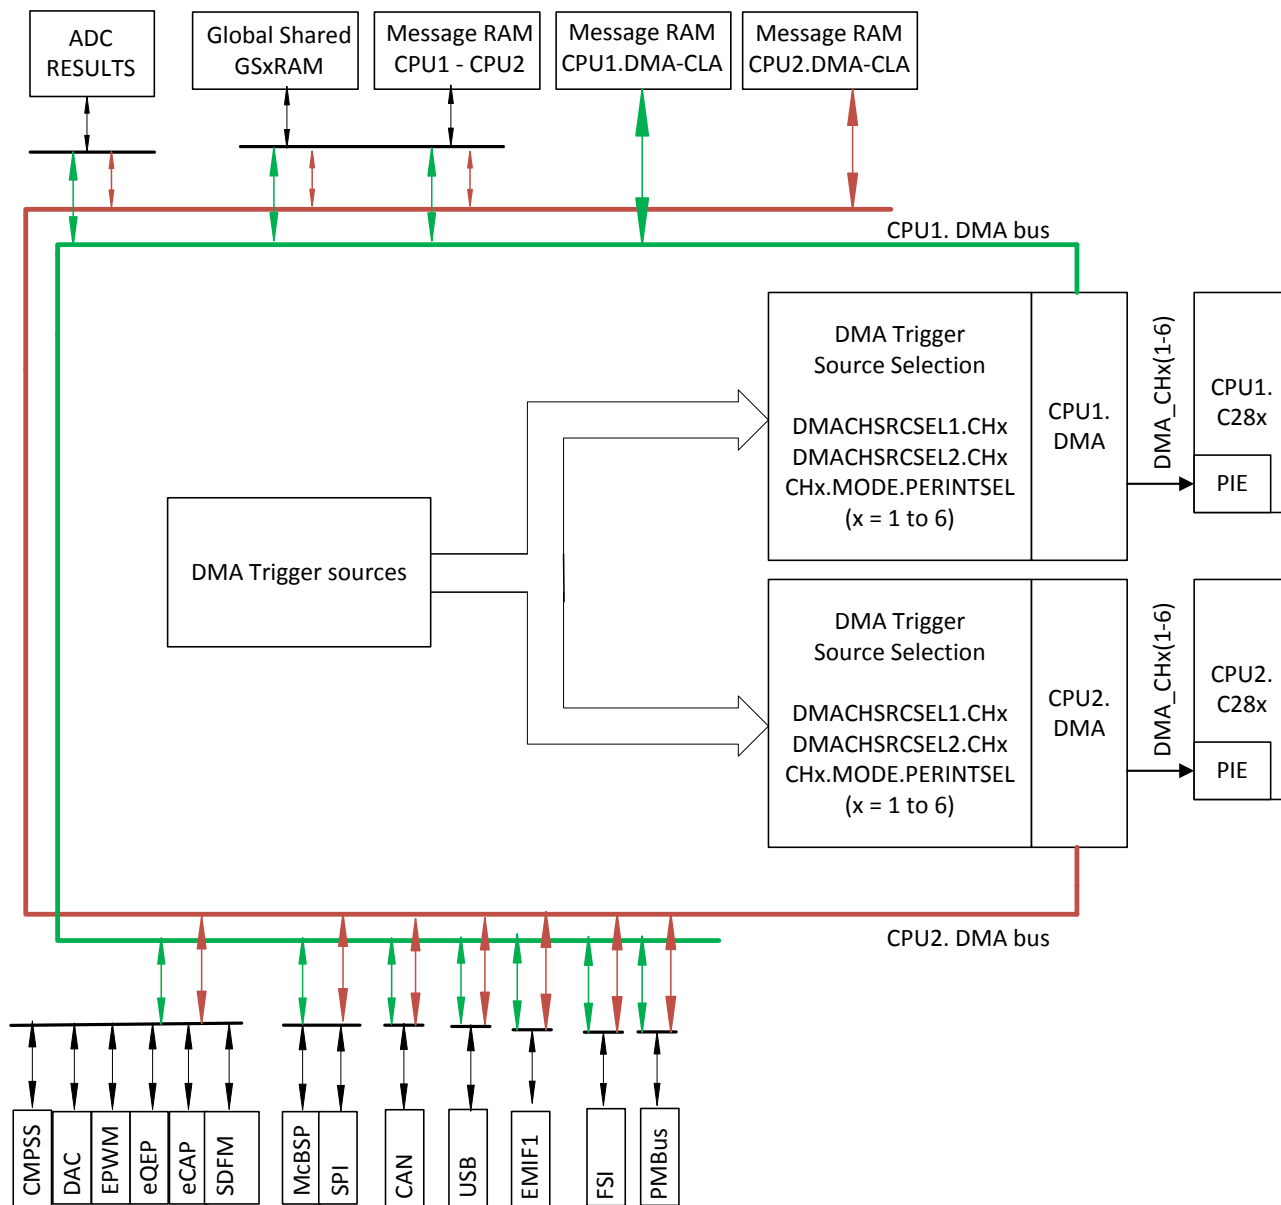 ADC
RESULTS
Global Shared
GSxRAM
Message RAM
CPU1 - CPU2
Message RAM
CPU1.DMA-CLA
Message RAM
CPU2.DMA-CLA
CPU1. DMA bus
DMA Trigger
Source Selection
DMACHSRCSEL1.CHx
DMACHSRCSEL2.CHx
CHx.MODE.PERINTSEL
(x = 1 to 6)
CPU1.
DMA
DMA_CHx(1-6)
CPU1.
C28x
PIE
DMA Trigger sources
DMA Trigger
Source Selection
DMACHSRCSEL1.CHx
DMACHSRCSEL2.CHx
CHx.MODE.PERINTSEL
(x = 1 to 6)
CPU2.
DMA
DMA_CHx(1-6)
CPU2.
C28x
PIE
CPU2. DMA bus
CMPSS
DAC
EPWM
eQEP
eCAP
SDFM
McBSP
SPI
CAN
USB
EMIF1
FSI
PMBus